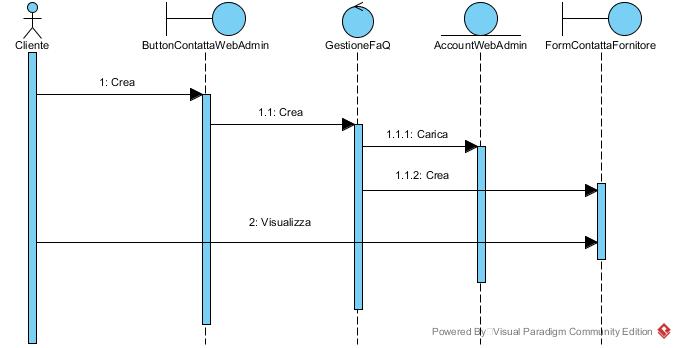 Cliente
ButtonContattaWebAdmin
GestioneFaQ
AccountWebAdmin
FormContattaFornitore
1: Crea
1.1: Crea
1.1.1: Carica
1.1.2: Crea
2: Visualizza
Powered By Visual Paradigm Community Edition